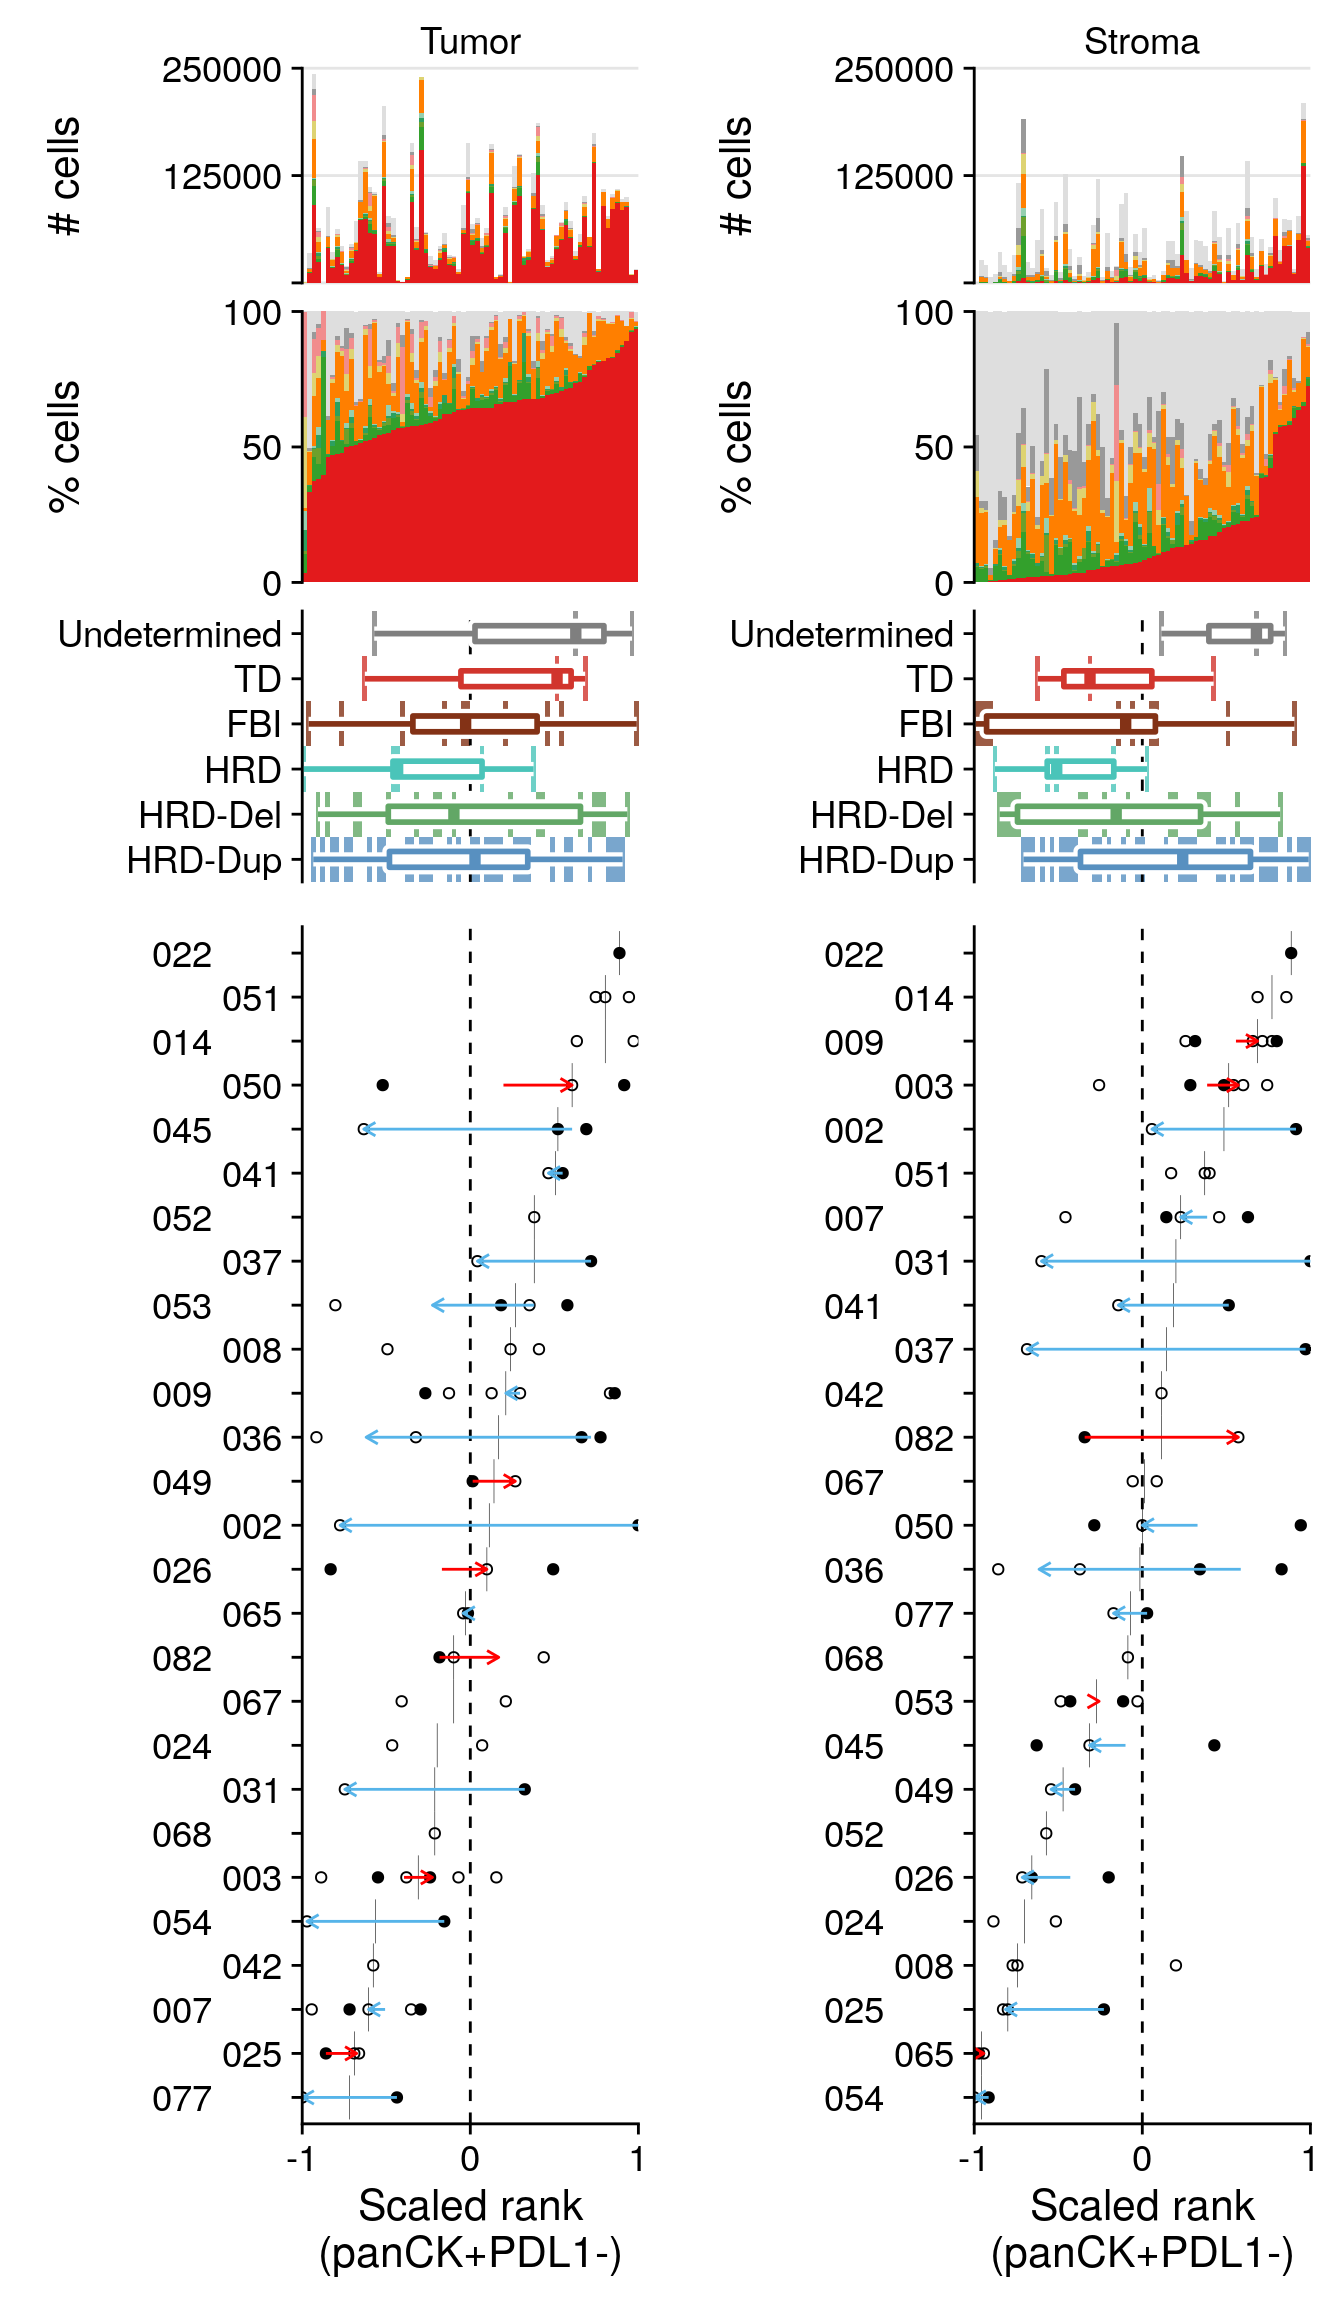 Tumor
250000
125000
# cells
100
50
0
% cells
Undetermined
TD
FBI
HRD
HRD-Del
HRD-Dup
022
051
014
050
045
041
052
037
053
008
009
036
049
002
026
065
082
067
024
031
068
003
054
042
007
025
077
-1 0 1
Scaled rank
(panCK+PDL1-)
Stroma
250000
125000
# cells
100
50
0
% cells
Undetermined
TD
FBI
HRD
HRD-Del
HRD-Dup
022
014
009
003
002
051
007
031
041
037
042
082
067
050
036
077
068
053
045
049
052
026
024
008
025
065
054
-1 0 1
Scaled rank
(panCK+PDL1-)